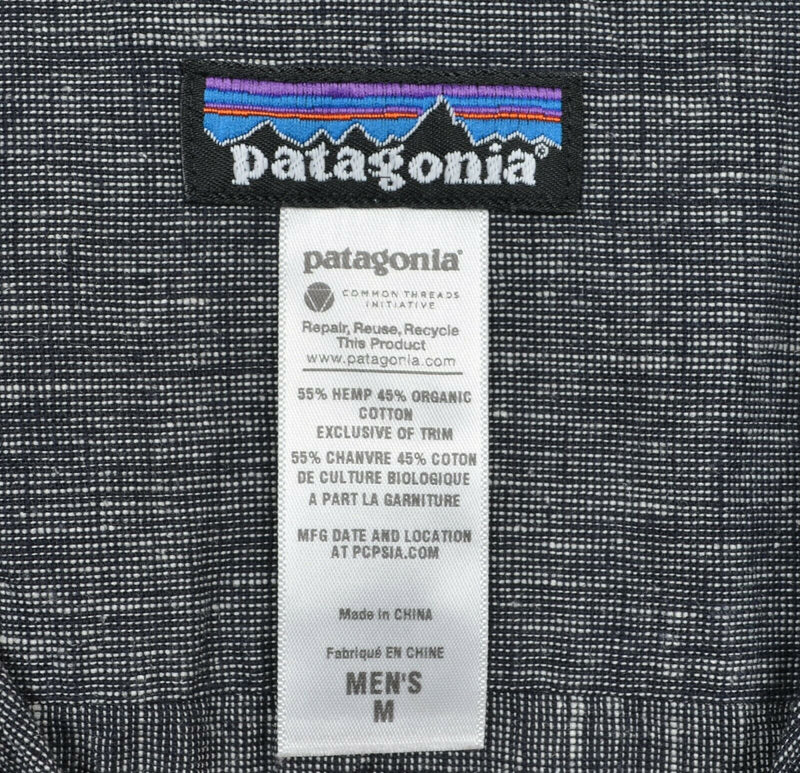 patagonia®
patagonia®
COMMON THREADS
INITIATIVE
Repair, Reuse, Recycle
This Product
www.patagonia.com
55% HEMP 45% ORGANIC
COTTON
EXCLUSIVE OF TRIM
55% CHANVRE 45% COTON
DE CULTURE BIOLOGIQUE
A PART LA GARNITURE
MFG DATE AND LOCATION
AT PCPSIA.COM
Made in CHINA
Fabriqué EN CHINE
MEN'S
M